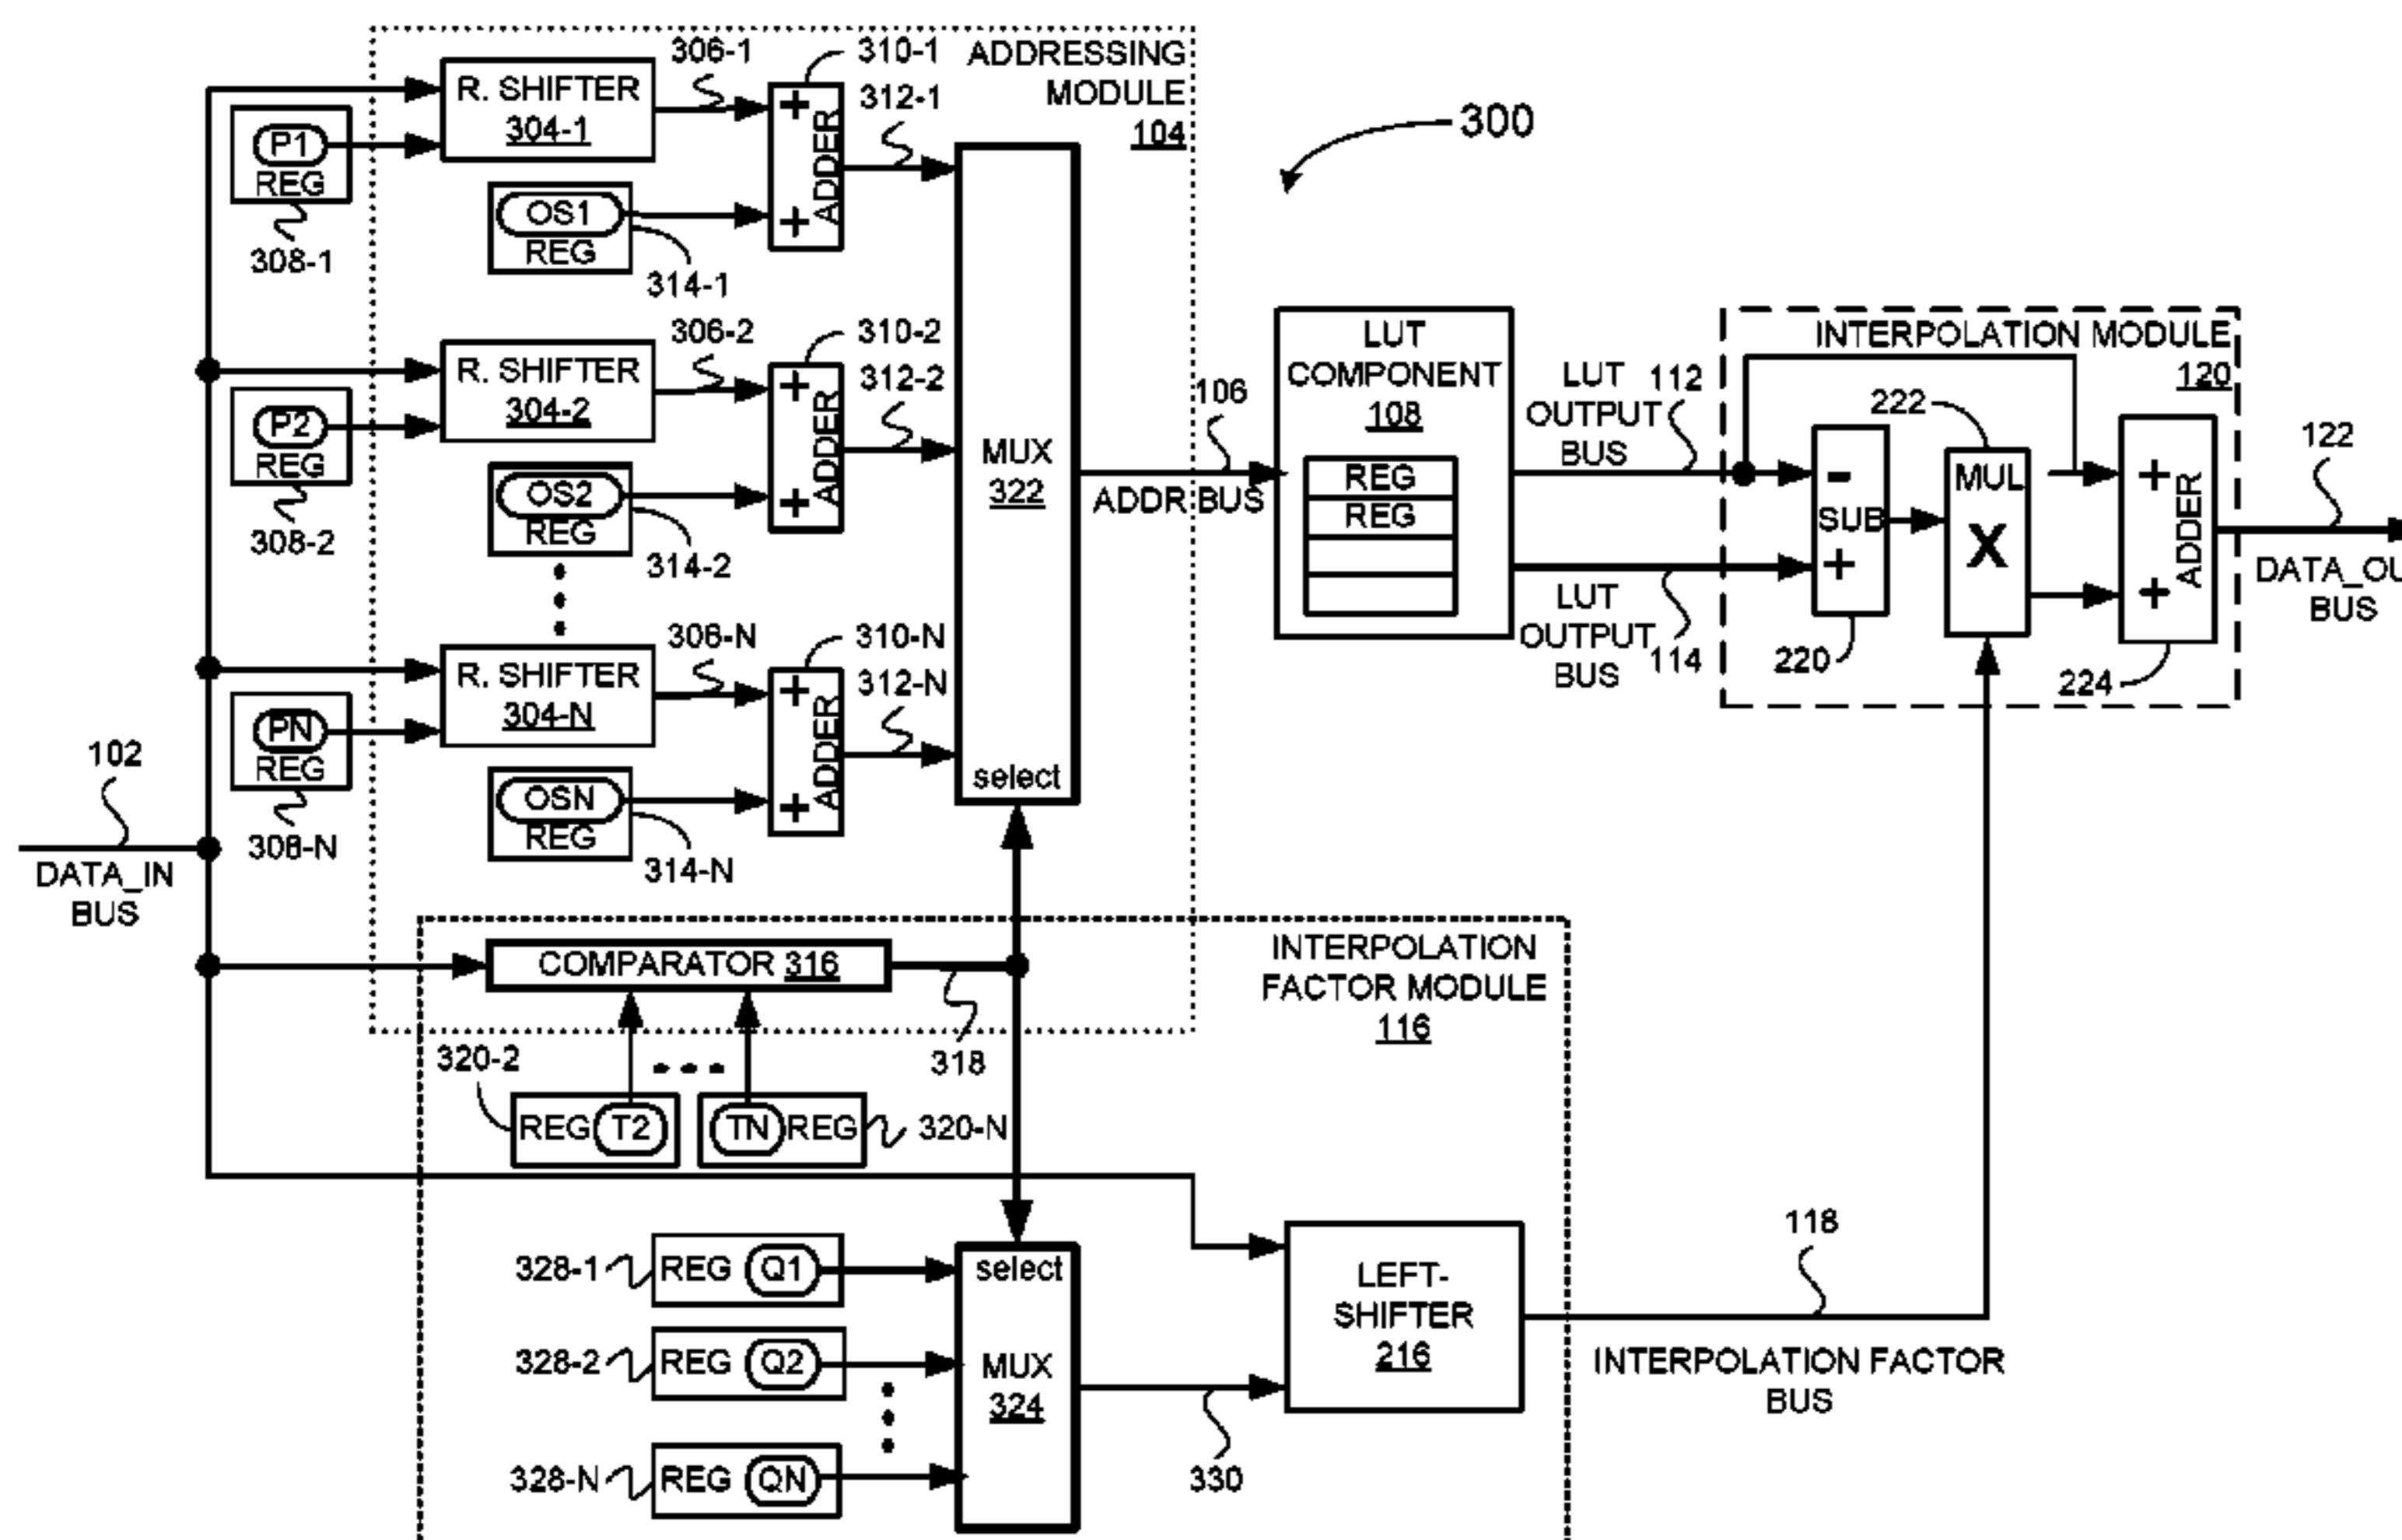 ADDRESSING
MODULE
104
R. SHIFTER
304-1
306-1
310-1
312-1
P1
REG
308-1
OS1
REG
314-1
+
+
ADDER
300
R. SHIFTER
304-2
306-2
310-2
312-2
P2
REG
308-2
OS2
REG
314-2
+
+
ADDER
R. SHIFTER
304-N
306-N
310-N
312-N
PN
REG
308-N
OSN
REG
314-N
+
+
ADDER
MUX
322
select
106
ADDR BUS
LUT
COMPONENT
108
REG
REG
LUT
OUTPUT
BUS
112
LUT
OUTPUT
BUS
114
INTERPOLATION MODULE
120
222
-
SUB
+
220
MUL
X
+
+
ADDER
224
122
DATA_OU
BUS
102
DATA_IN
BUS
COMPARATOR 316
318
INTERPOLATION
FACTOR MODULE
116
320-2
REG T2
TN REG
320-N
328-1
REG Q1
328-2
REG Q2
328-N
REG QN
select
MUX
324
330
LEFT-
SHIFTER
216
118
INTERPOLATION FACTOR
BUS